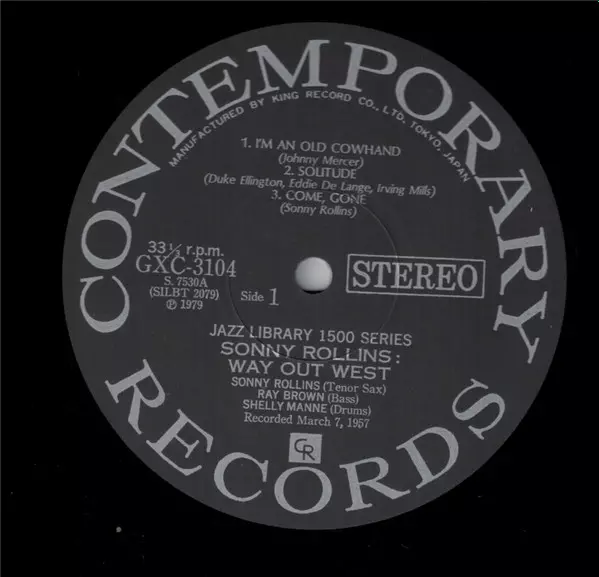 CONTEMPORARY
MANUFACTURED BY KING RECORD CO., LTD. TOKYO, JAPAN
1. I'M AN OLD COWHAND
(Johnny Mercer)
2. SOLITUDE
(Duke Ellington, Eddie De Lange, Irving Mills)
3. COME, GONE
(Sonny Rollins)
33 ⅓ r.p.m.
GXC-3104
S. 7530A
(SILBT 2079)
℗ 1979
Side 1
STEREO
JAZZ LIBRARY 1500 SERIES
SONNY ROLLINS:
WAY OUT WEST
SONNY ROLLINS (Tenor Sax)
RAY BROWN (Bass)
SHELLY MANNE (Drums)
Recorded March 7, 1957
CR
RECORDS